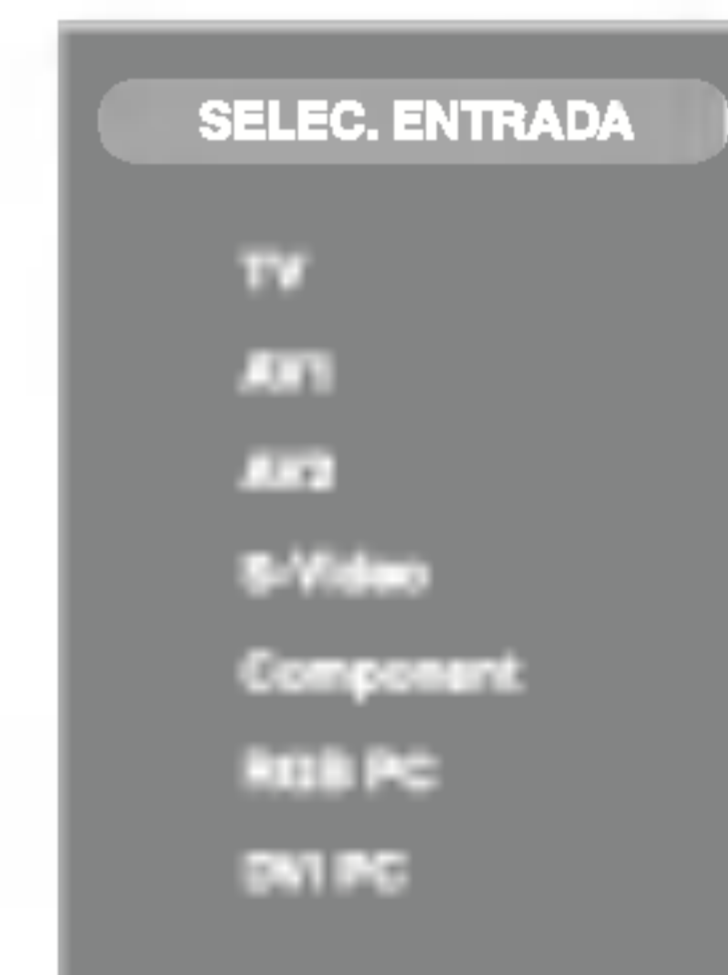 SELEC. ENTRADA
TV
AV1
AV2
S-Video
Component
RGB PC
DVI PC